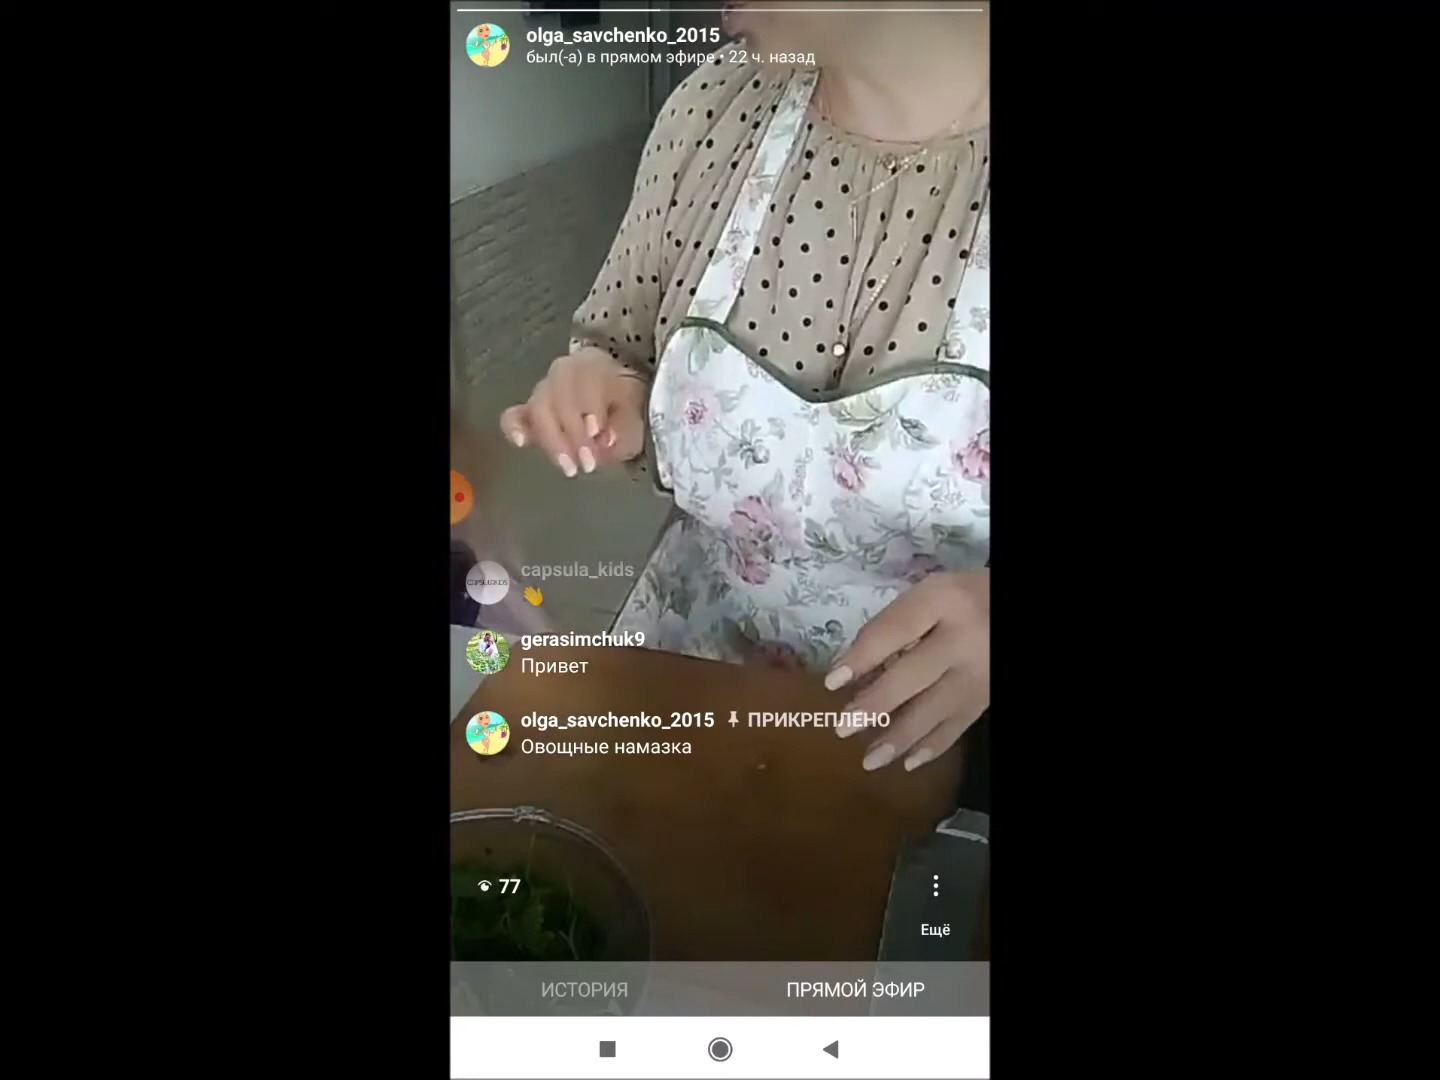 olga_savchenko_2015
был(-а) в прямом эфире • 22 ч. назад
capsula_kids
👋
gerasimchuk9
Привет
olga_savchenko_2015 ПРИКРЕПЛЕНО
Овощные намазка
77
Ещё
ИСТОРИЯ
ПРЯМОЙ ЭФИР